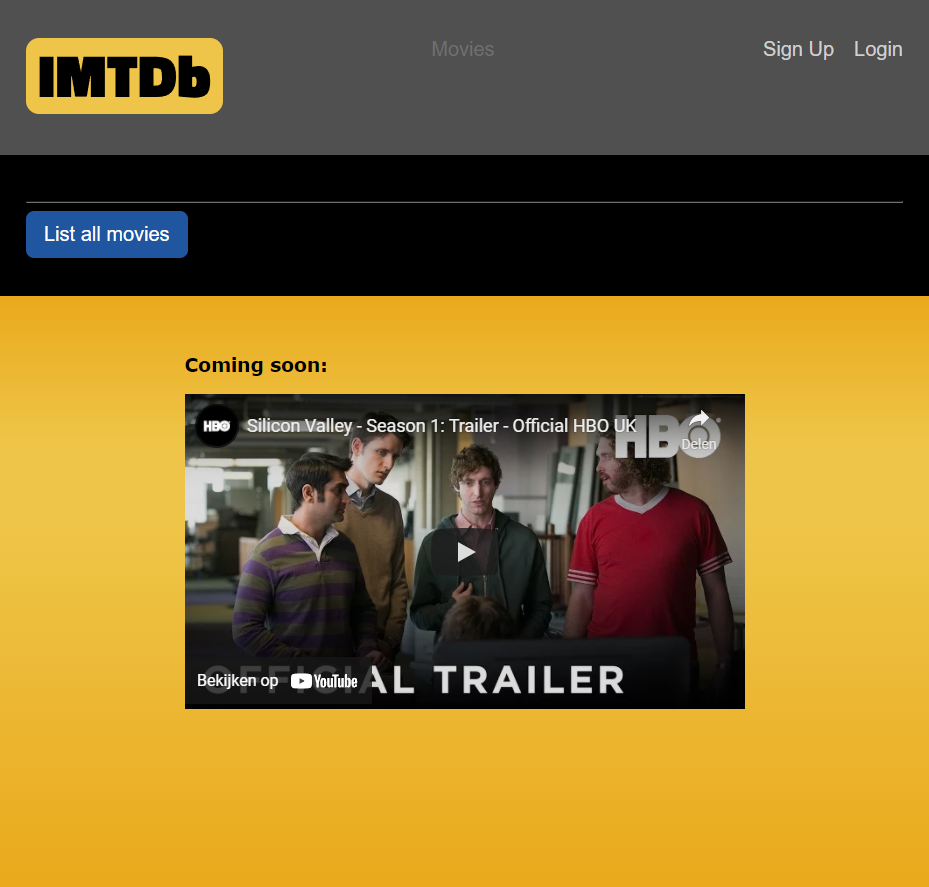 IMTDb
Movies
Sign Up
Login
List all movies
Coming soon:
HBO
Silicon Valley - Season 1: Trailer - Official HBO UK
HBO
Delen
OFFICIAL TRAILER
Bekijken op YouTube